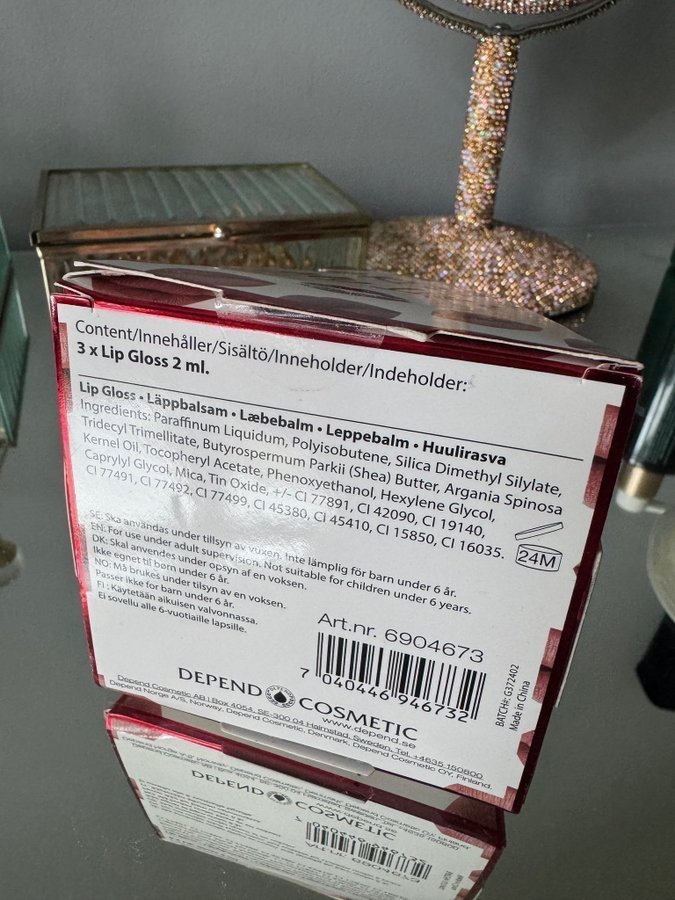 Content/Innehåller/Sisältö/Inneholder/Indeholder:
3 x Lip Gloss 2 ml.
Lip Gloss • Läppbalsam • Læbebalm • Leppebalm • Huulirasva
Ingredients: Paraffinum Liquidum, Polyisobutene, Silica Dimethyl Silylate,
Tridecyl Trimellitate, Butyrospermum Parkii (Shea) Butter, Argania Spinosa
Kernel Oil, Tocopheryl Acetate, Phenoxyethanol, Hexylene Glycol,
Caprylyl Glycol, Mica, Tin Oxide, +/- CI 77891, CI 42090, CI 19140,
CI 77491, CI 77492, CI 77499, CI 45380, CI 45410, CI 15850, CI 16035.
24M
SE: Ska användas under tillsyn av vuxen. Inte lämplig för barn under 6 år.
EN: For use under adult supervision. Not suitable for children under 6 years.
DK: Skal anvendes under opsyn af en voksen.
Ikke egnet til børn under 6 år.
NO: Må brukes under tilsyn av en voksen.
Passer ikke for barn under 6 år.
FI: Käytetään aikuisen valvonnassa.
Ei sovellu alle 6-vuotiaille lapsille.
Art.nr. 6904673
7 040446 946732
BATCH#: G372402
Made in China
DEPEND COSMETIC
www.depend.se
Depend Cosmetic AB | Box 4054, SE-300 04 Halmstad, Sweden, Tel. +4635 150800
Depend Norge A/S, Norway. Depend Cosmetic, Denmark, Depend Cosmetic OY, Finland.